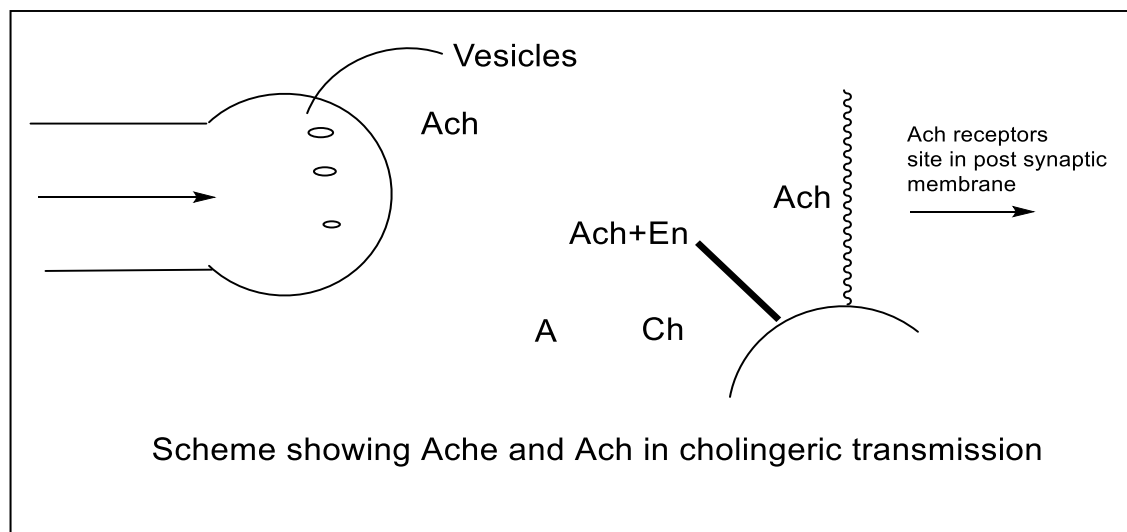 Vesicles
Ach
Ach receptors
site in post synaptic
membrane
Ach
Ach+En
A
Ch
Scheme showing Ache and Ach in cholingeric transmission